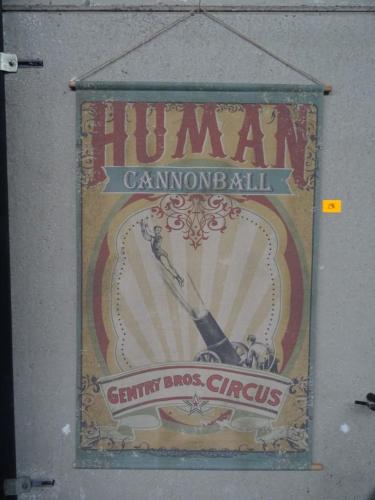 HUMAN
CANNONBALL
GENTRY BROS. CIRCUS